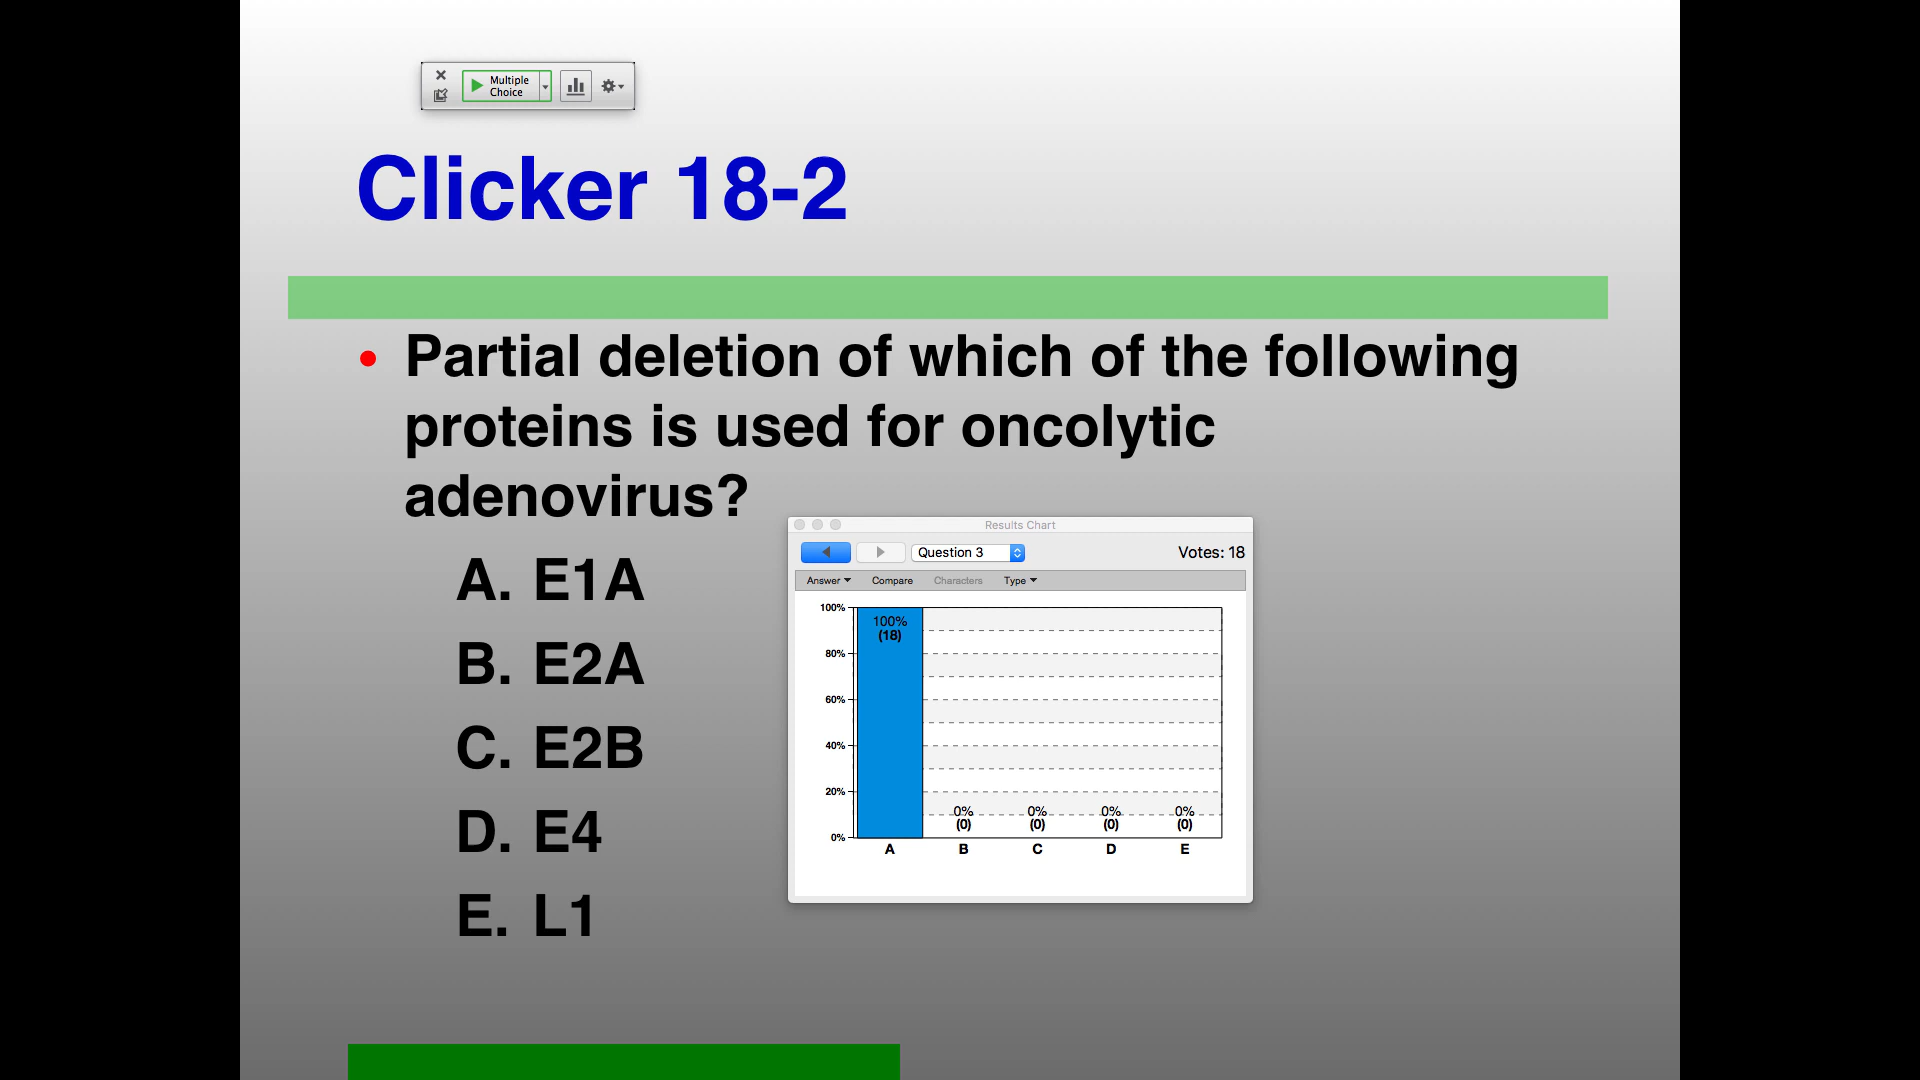 Multiple
Choice
Clicker 18-2
• Partial deletion of which of the following
proteins is used for oncolytic
adenovirus?
A. E1A
B. E2A
C. E2B
D. E4
E. L1
Results Chart
Question 3
Votes: 18
Answer Compare Characters Type
100%
80%
60%
40%
20%
0%
100%
(18)
0% 0% 0% 0%
(0) (0) (0) (0)
A B C D E